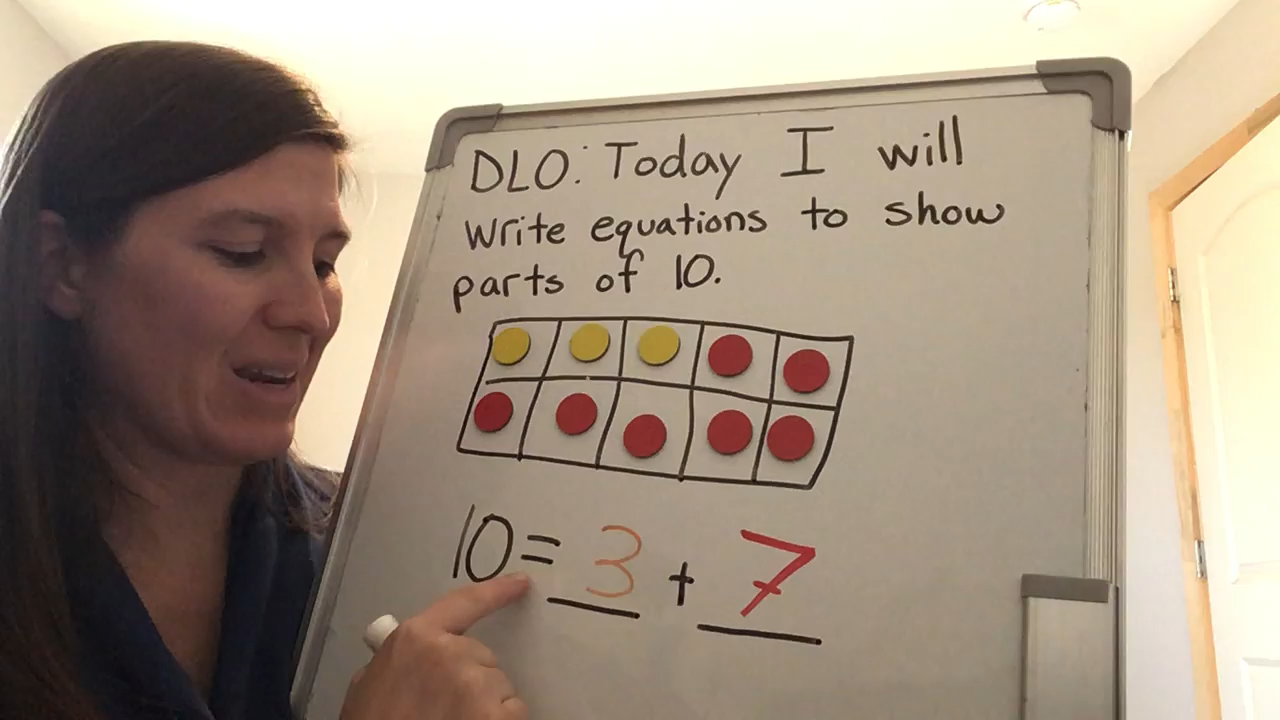 DLO: Today I will
write equations to show
parts of 10.
10 = 3 + 7